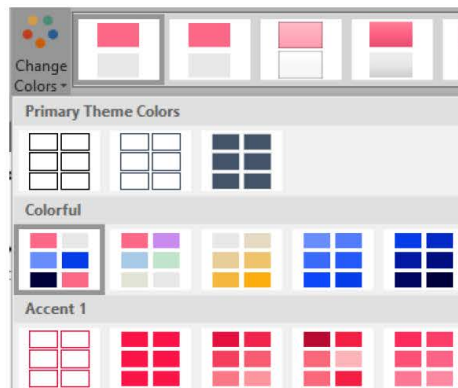 Change
Colors
Primary Theme Colors
Colorful
Accent 1